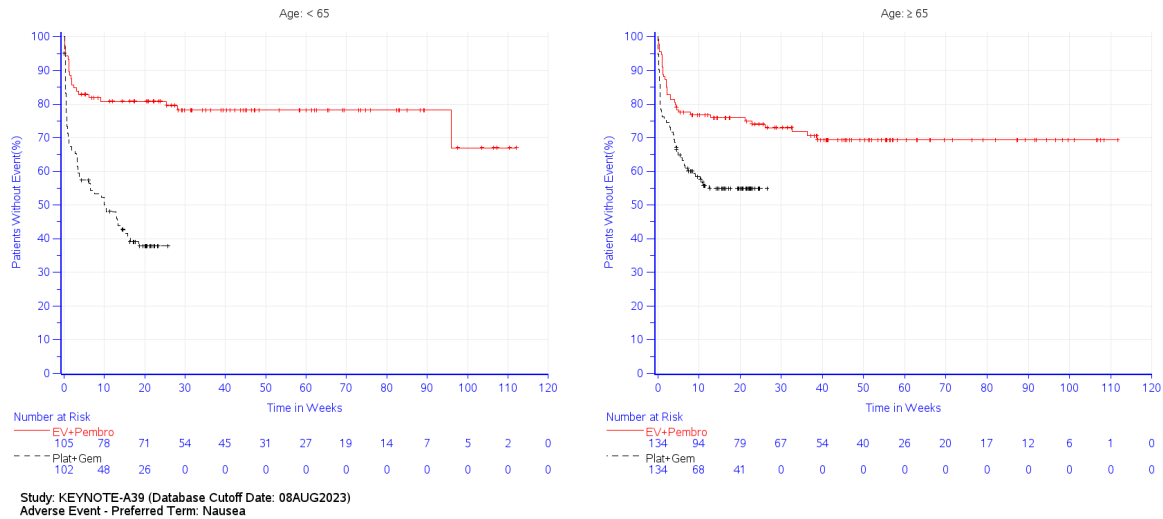 Age: < 65
Patients Without Event(%)
100
90
80
70
60
50
40
30
20
10
0
0 10 20 30 40 50 60 70 80 90 100 110 120
Time in Weeks
Number at Risk
EV+Pembro
105 78 71 54 45 31 27 19 14 7 5 2 0
Plat+Gem
102 48 26 0 0 0 0 0 0 0 0 0 0
Age: ≥ 65
Patients Without Event(%)
100
90
80
70
60
50
40
30
20
10
0
0 10 20 30 40 50 60 70 80 90 100 110 120
Time in Weeks
Number at Risk
EV+Pembro
134 94 79 67 54 40 26 20 17 12 6 1 0
Plat+Gem
134 68 41 0 0 0 0 0 0 0 0 0 0
Study: KEYNOTE-A39 (Database Cutoff Date: 08AUG2023)
Adverse Event - Preferred Term: Nausea